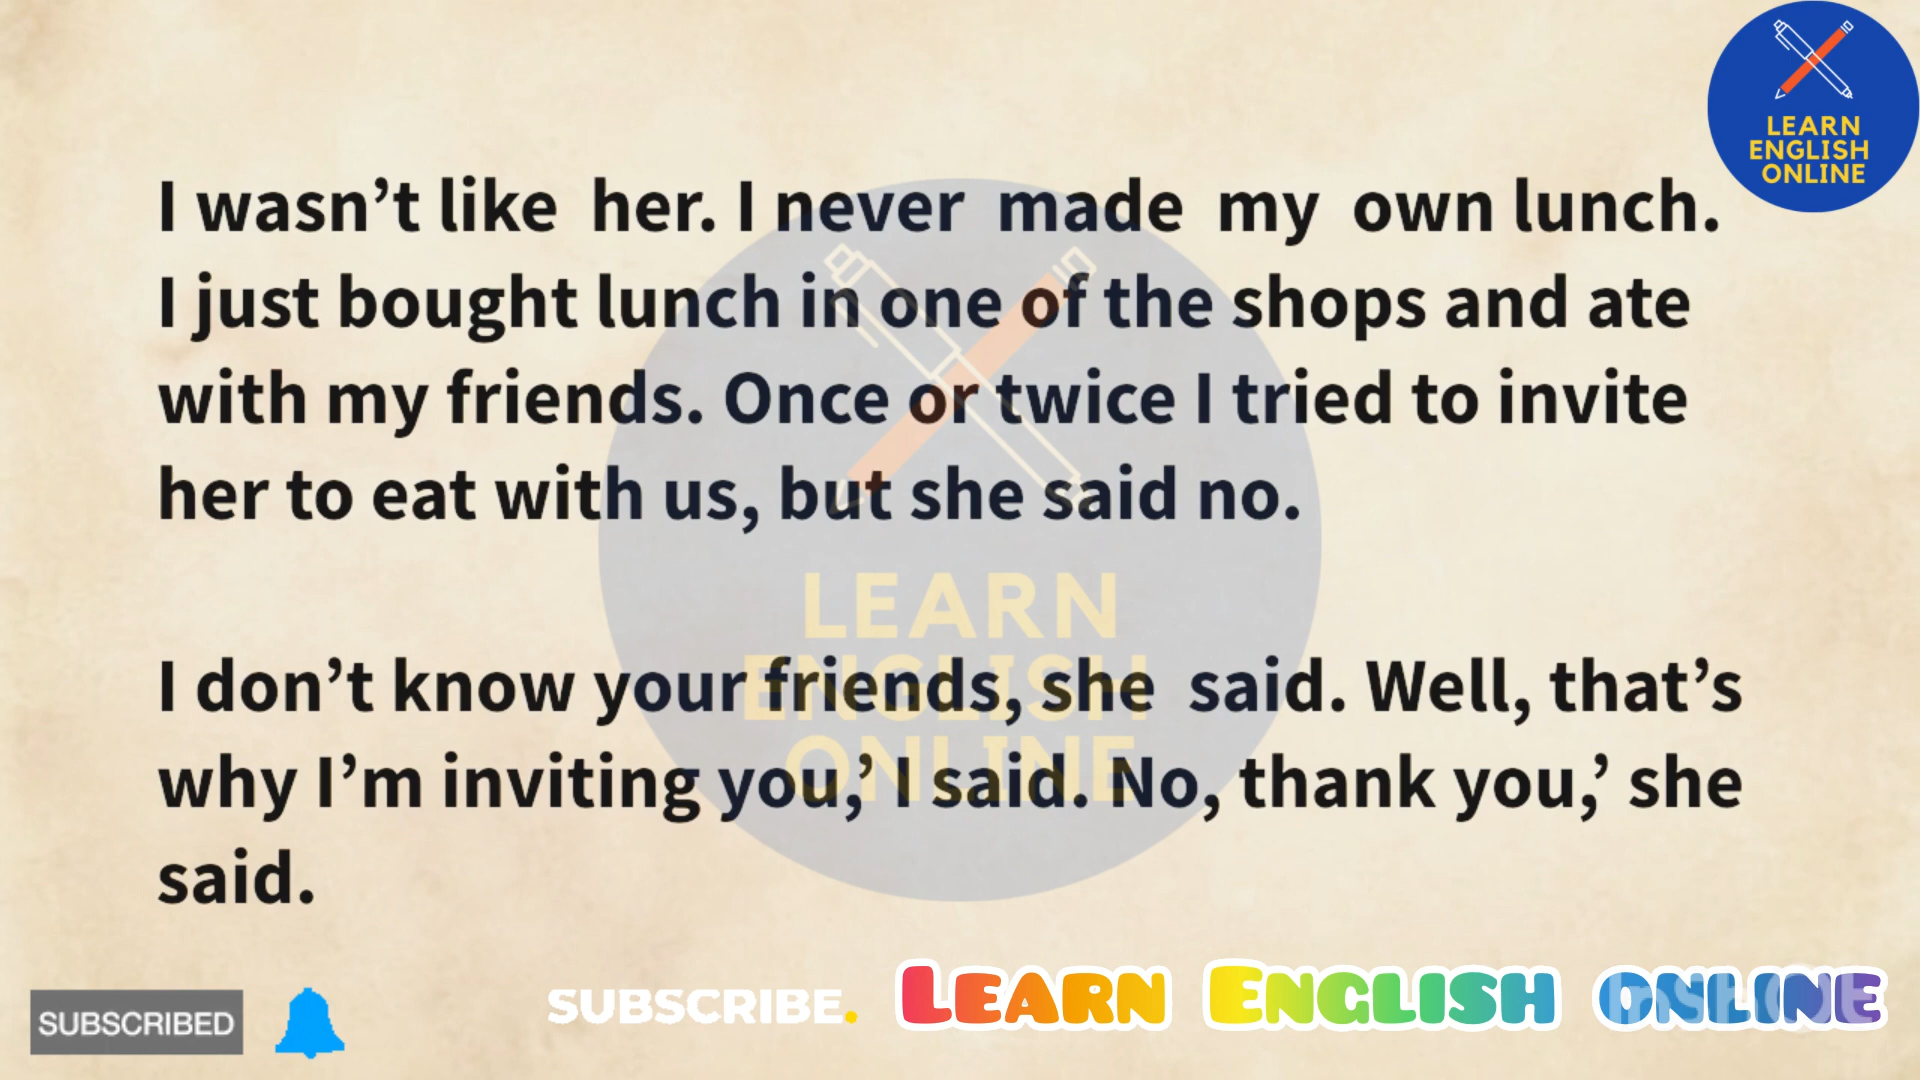 LEARN
ENGLISH
ONLINE
I wasn’t like her. I never made my own lunch.
I just bought lunch in one of the shops and ate
with my friends. Once or twice I tried to invite
her to eat with us, but she said no.
LEARN
ENGLISH
ONLINE
I don’t know your friends, she said. Well, that’s
why I’m inviting you,’ I said. No, thank you,’ she
said.
SUBSCRIBED
SUBSCRIBE.
LEARN ENGLISH ONLINE
InShOt